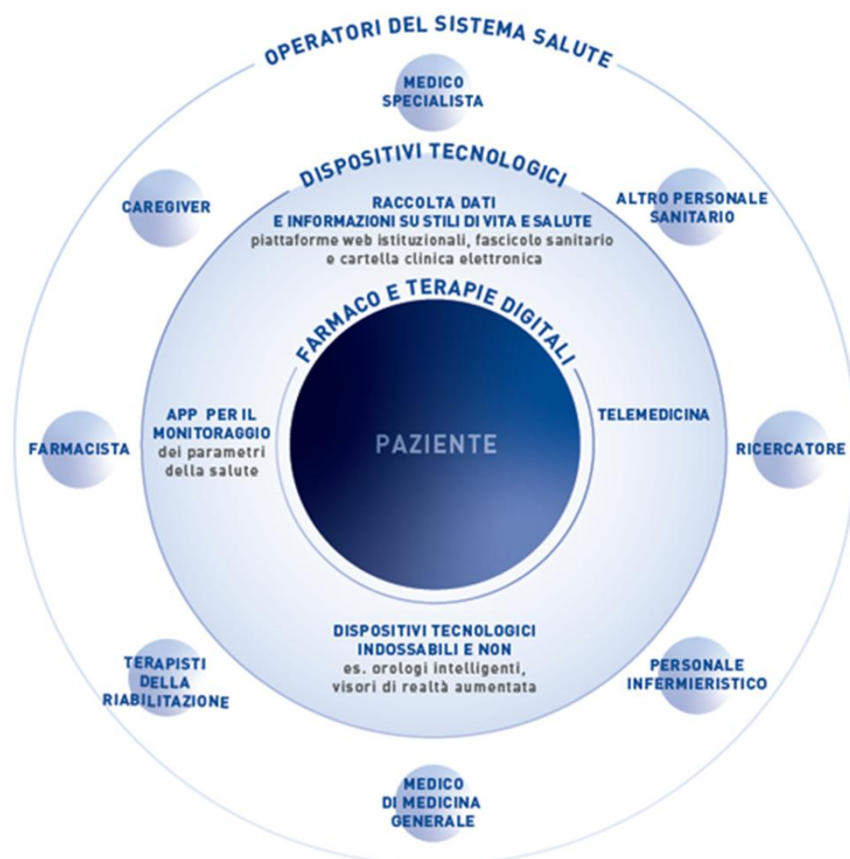 OPERATORI DEL SISTEMA SALUTE
MEDICO
SPECIALISTA
DISPOSITIVI TECNOLOGICI
CAREGIVER
RACCOLTA DATI
E INFORMAZIONI SU STILI DI VITA E SALUTE
piattaforme web istituzionali, fascicolo sanitario
e cartella clinica elettronica
ALTRO PERSONALE
SANITARIO
FARMACO E TERAPIE DIGITALI
FARMACISTA
APP PER IL
MONITORAGGIO
dei parametri
della salute
PAZIENTE
TELEMEDICINA
RICERCATORE
DISPOSITIVI TECNOLOGICI
INDOSSABILI E NON
es. orologi intelligenti,
visori di realtà aumentata
TERAPISTI
DELLA
RIABILITAZIONE
PERSONALE
INFERMIERISTICO
MEDICO
DI MEDICINA
GENERALE